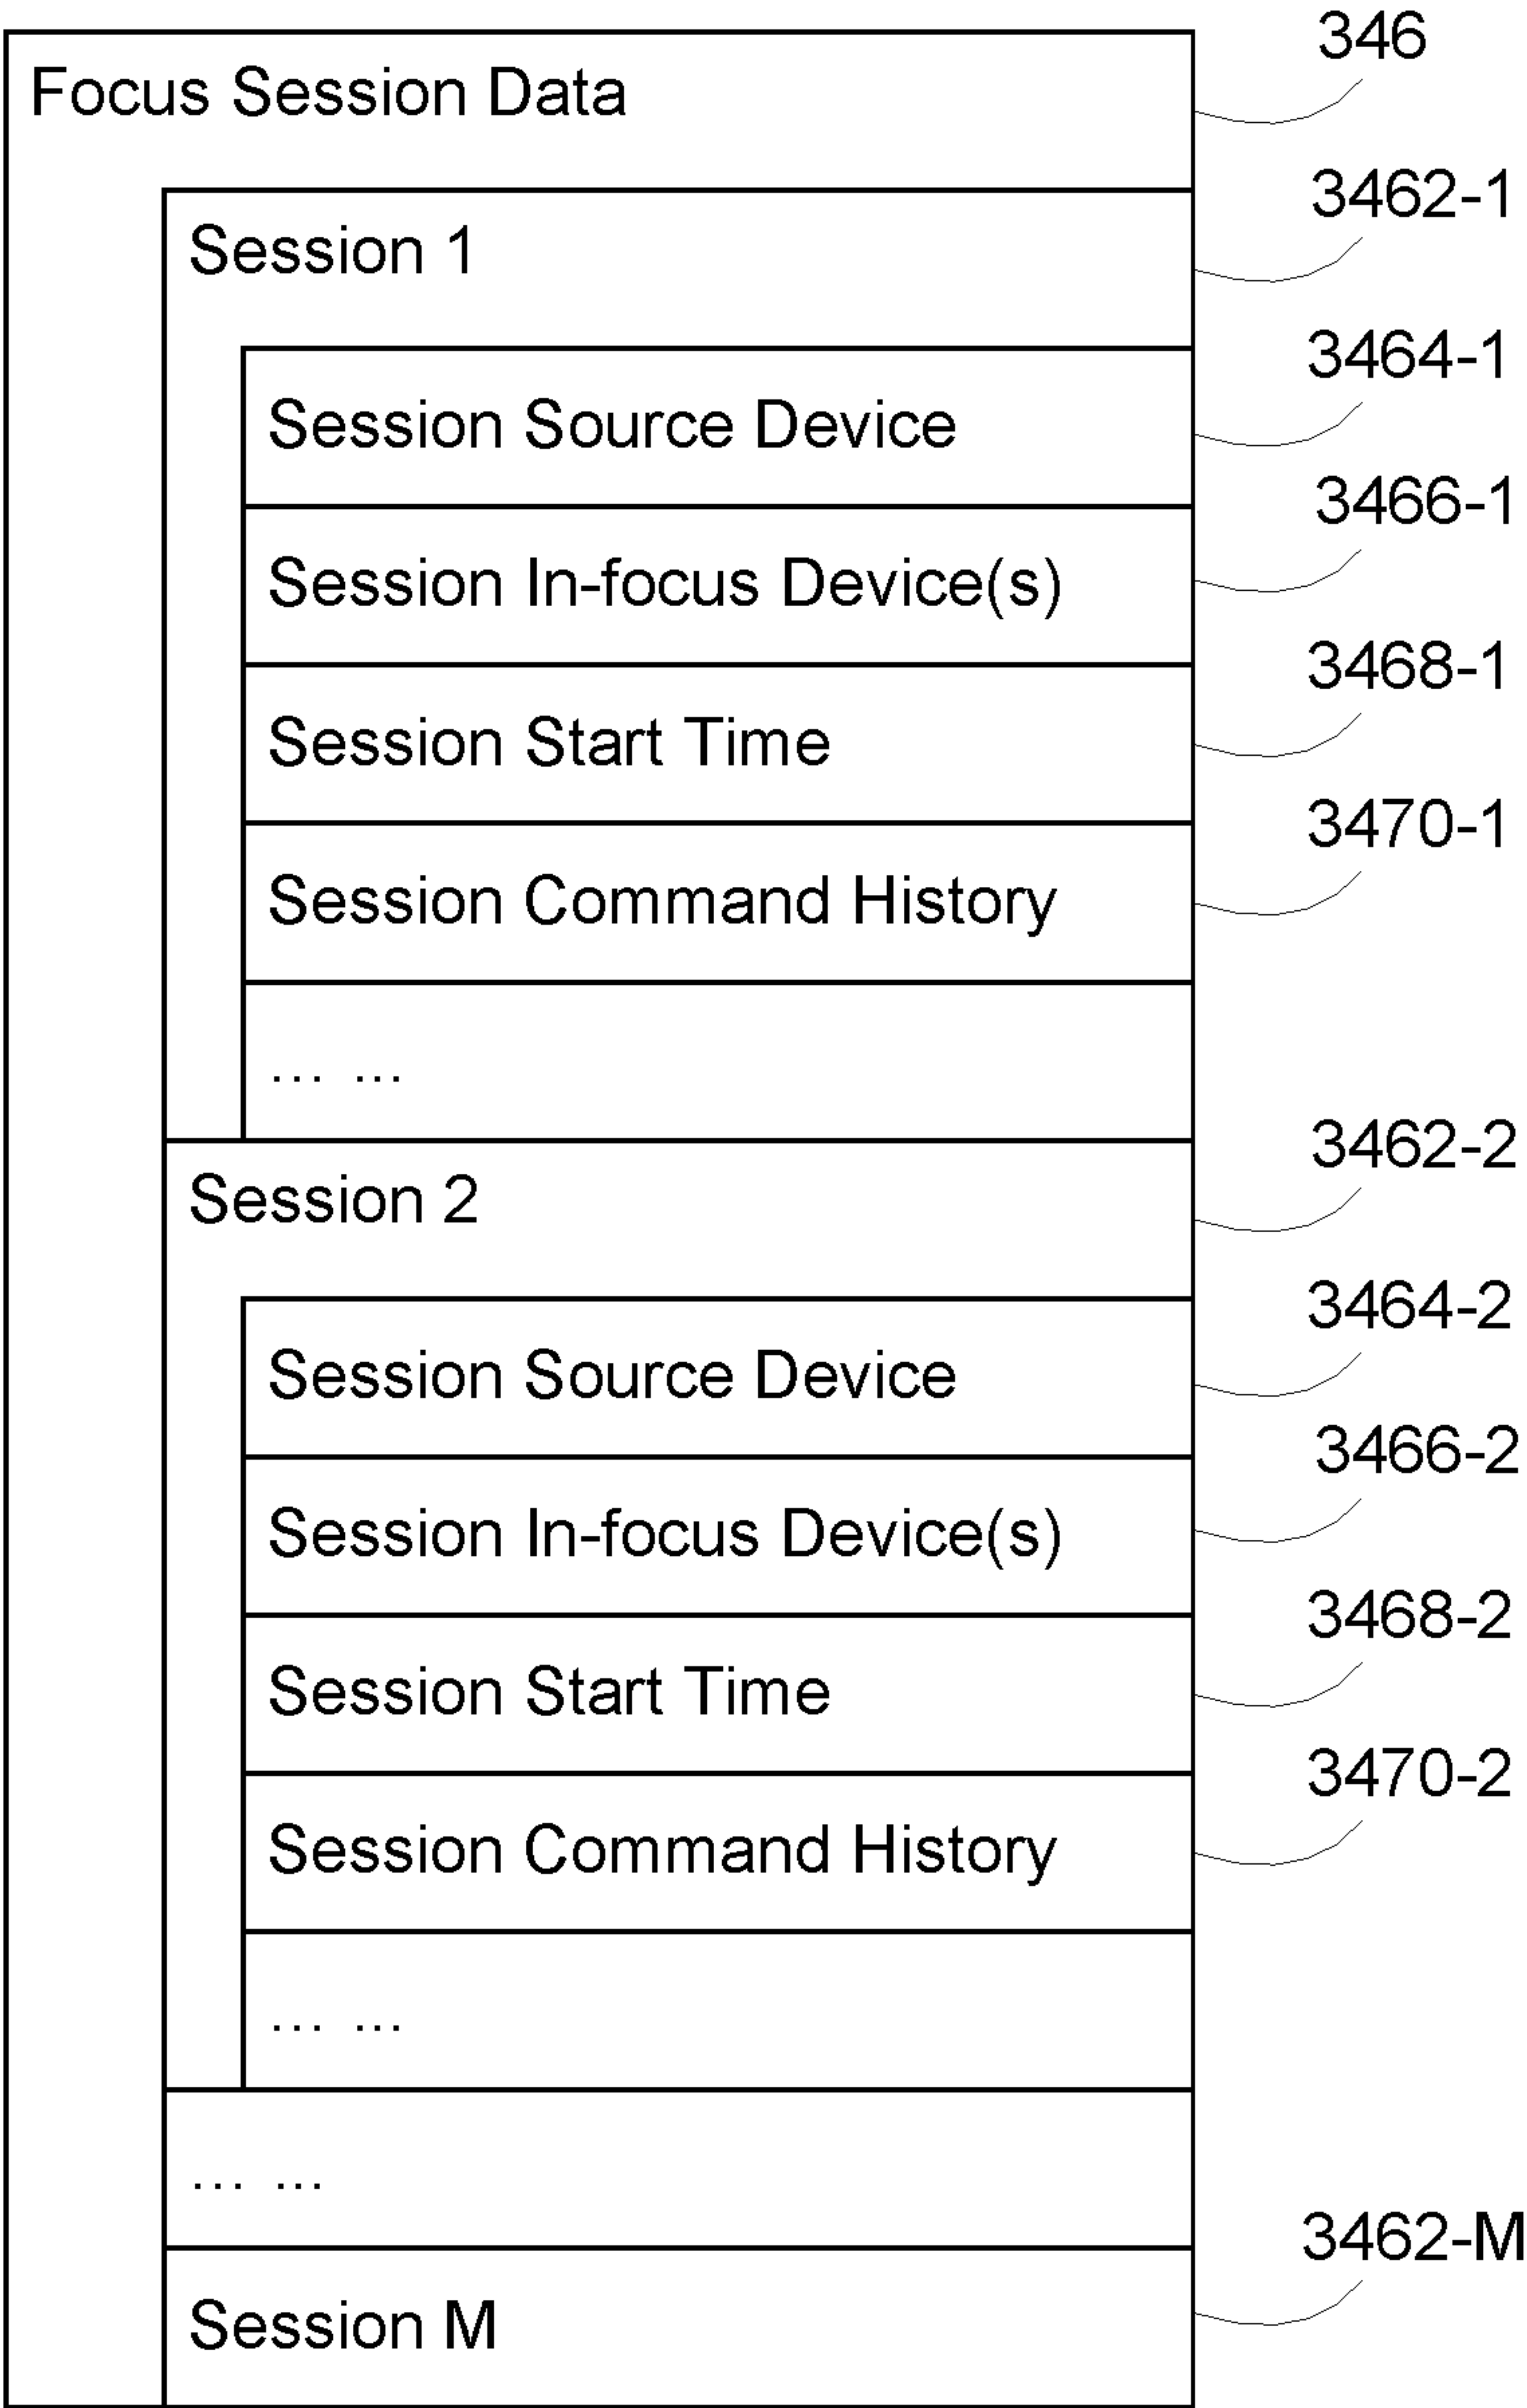 346
Focus Session Data
3462-1
Session 1
3464-1
Session Source Device
3466-1
Session In-focus Device(s)
3468-1
Session Start Time
3470-1
Session Command History
... ...
3462-2
Session 2
3464-2
Session Source Device
3466-2
Session In-focus Device(s)
3468-2
Session Start Time
3470-2
Session Command History
... ...
... ...
3462-M
Session M